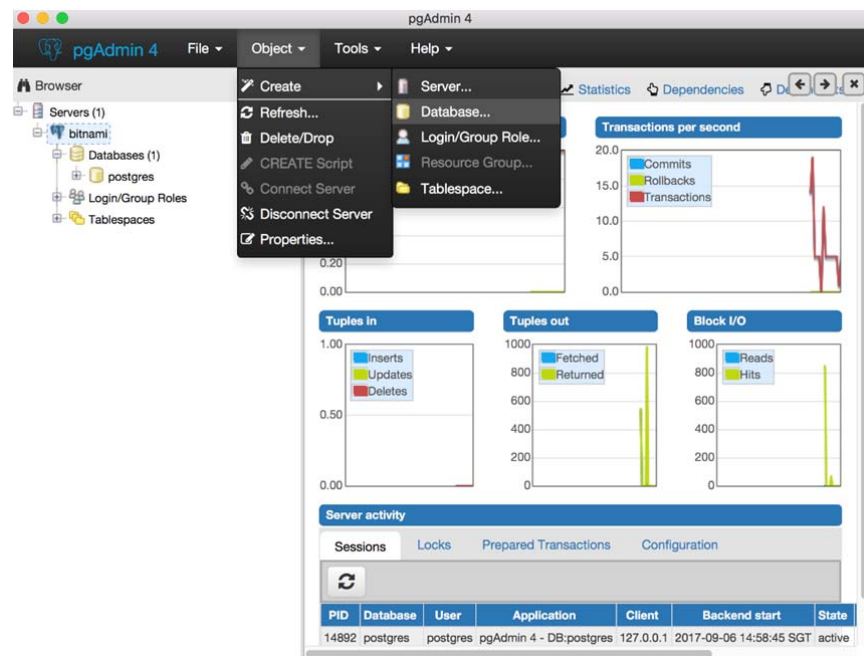 pgAdmin 4
pgAdmin 4 File Object Tools Help
Browser
Servers (1)
bitnami
Databases (1)
postgres
Login/Group Roles
Tablespaces
Create
Refresh...
Delete/Drop
CREATE Script
Connect Server
Disconnect Server
Properties...
Server...
Database...
Login/Group Role...
Resource Group...
Tablespace...
Statistics Dependencies
0.20
0.00
Transactions per second
20.0
15.0
10.0
5.0
0.0
Commits
Rollbacks
Transactions
Tuples in
1.00
0.50
0.00
Inserts
Updates
Deletes
Tuples out
1000
800
600
400
200
0
Fetched
Returned
Block I/O
1000
800
600
400
200
0
Reads
Hits
Server activity
Sessions Locks Prepared Transactions Configuration
PID Database User Application Client Backend start State
14892 postgres postgres pgAdmin 4 - DB:postgres 127.0.0.1 2017-09-06 14:58:45 SGT active